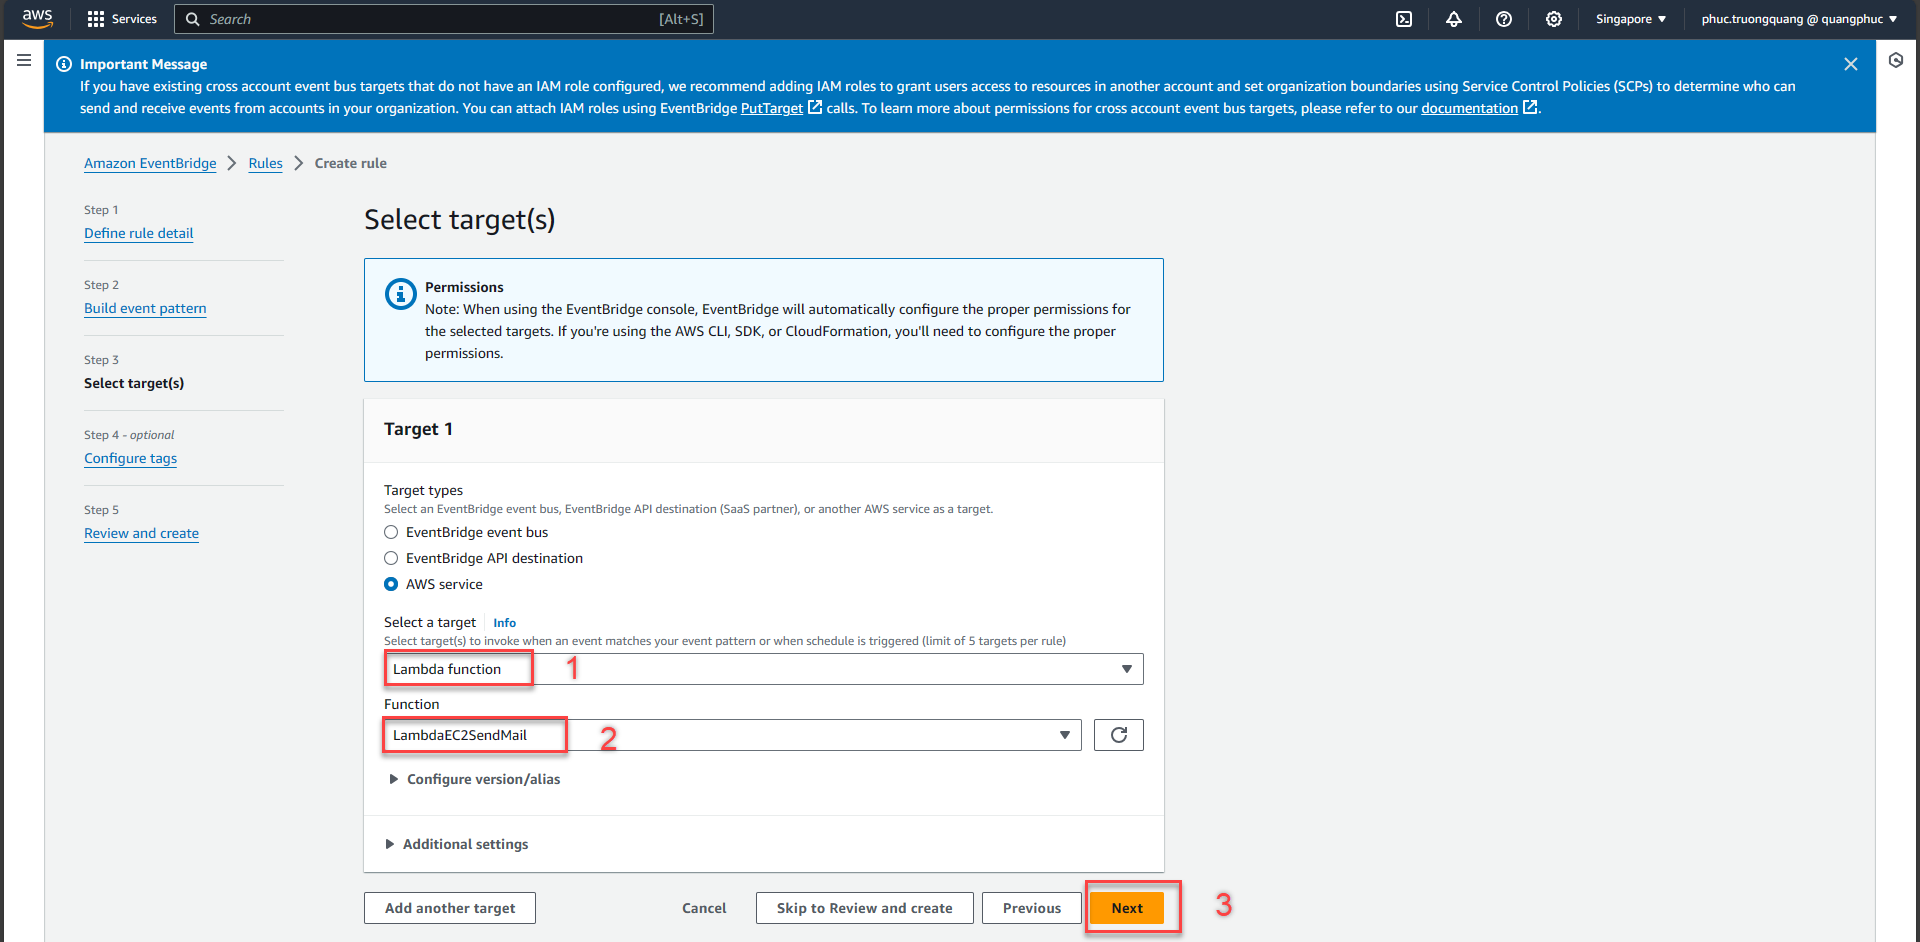 aws
Services
Search
[Alt+S]
Singapore ▼
phuc.truongquang @ quangphuc ▼
Important Message
If you have existing cross account event bus targets that do not have an IAM role configured, we recommend adding IAM roles to grant users access to resources in another account and set organization boundaries using Service Control Policies (SCPs) to determine who can
send and receive events from accounts in your organization. You can attach IAM roles using EventBridge PutTarget calls. To learn more about permissions for cross account event bus targets, please refer to our documentation .
Amazon EventBridge > Rules > Create rule
Step 1
Define rule detail
Step 2
Build event pattern
Step 3
Select target(s)
Step 4 - optional
Configure tags
Step 5
Review and create
Select target(s)
Permissions
Note: When using the EventBridge console, EventBridge will automatically configure the proper permissions for
the selected targets. If you're using the AWS CLI, SDK, or CloudFormation, you'll need to configure the proper
permissions.
Target 1
Target types
Select an EventBridge event bus, EventBridge API destination (SaaS partner), or another AWS service as a target.
EventBridge event bus
EventBridge API destination
AWS service
Select a target
Info
Select target(s) to invoke when an event matches your event pattern or when schedule is triggered (limit of 5 targets per rule)
Lambda function
1
Function
LambdaEC2SendMail
2
Configure version/alias
Additional settings
Add another target
Cancel
Skip to Review and create
Previous
Next
3